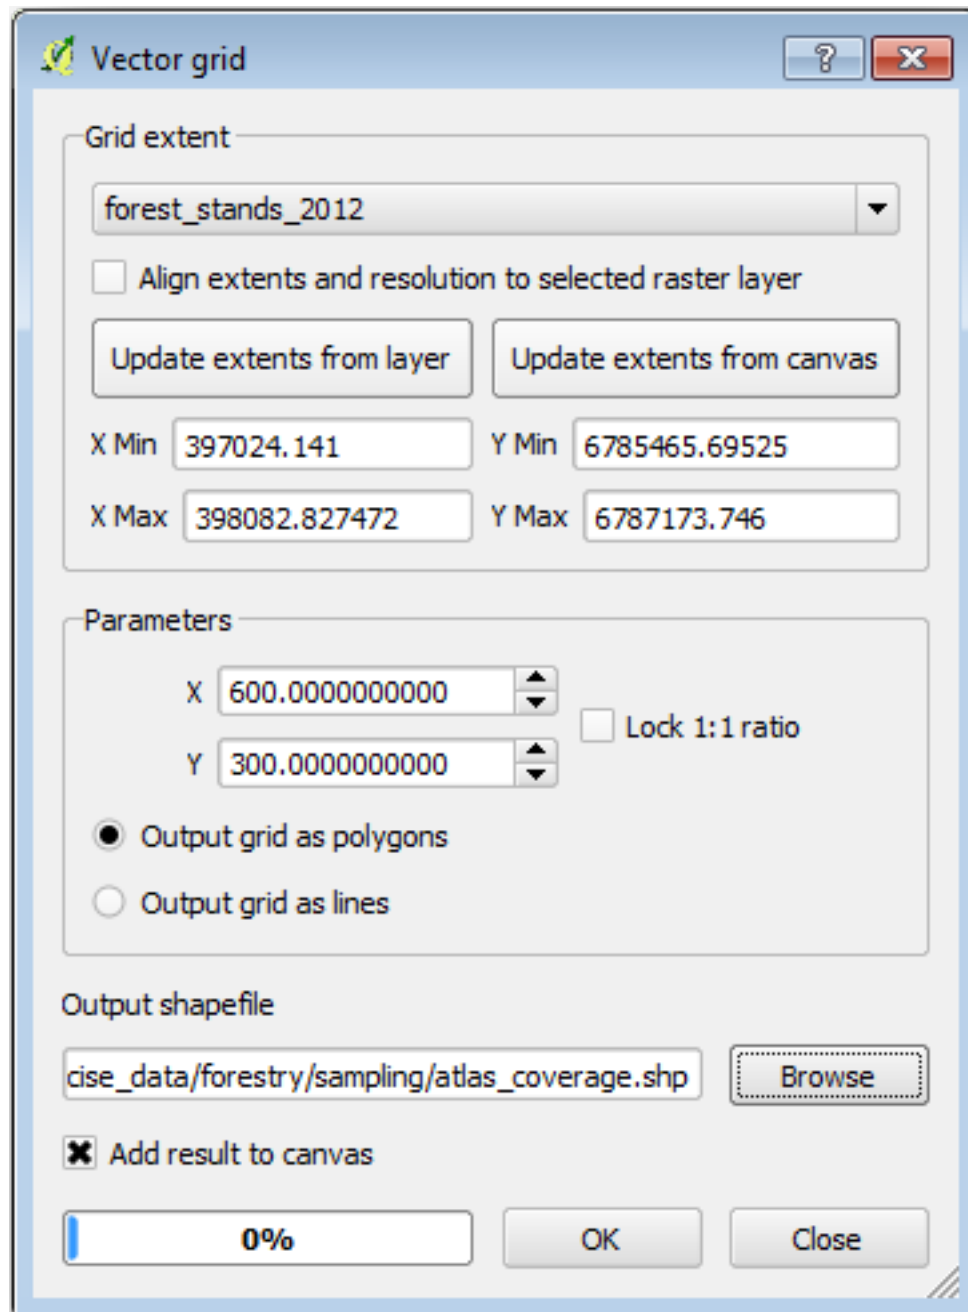 Vector grid
?
Grid extent
forest_stands_2012
Align extents and resolution to selected raster layer
Update extents from layer Update extents from canvas
X Min 397024.141 Y Min 6785465.69525
X Max 398082.827472 Y Max 6787173.746
Parameters
X 600.0000000000
Lock 1:1 ratio
Y 300.0000000000
Output grid as polygons
Output grid as lines
Output shapefile
cise_data/forestry/sampling/atlas_coverage.shp Browse
Add result to canvas
0% OK Close